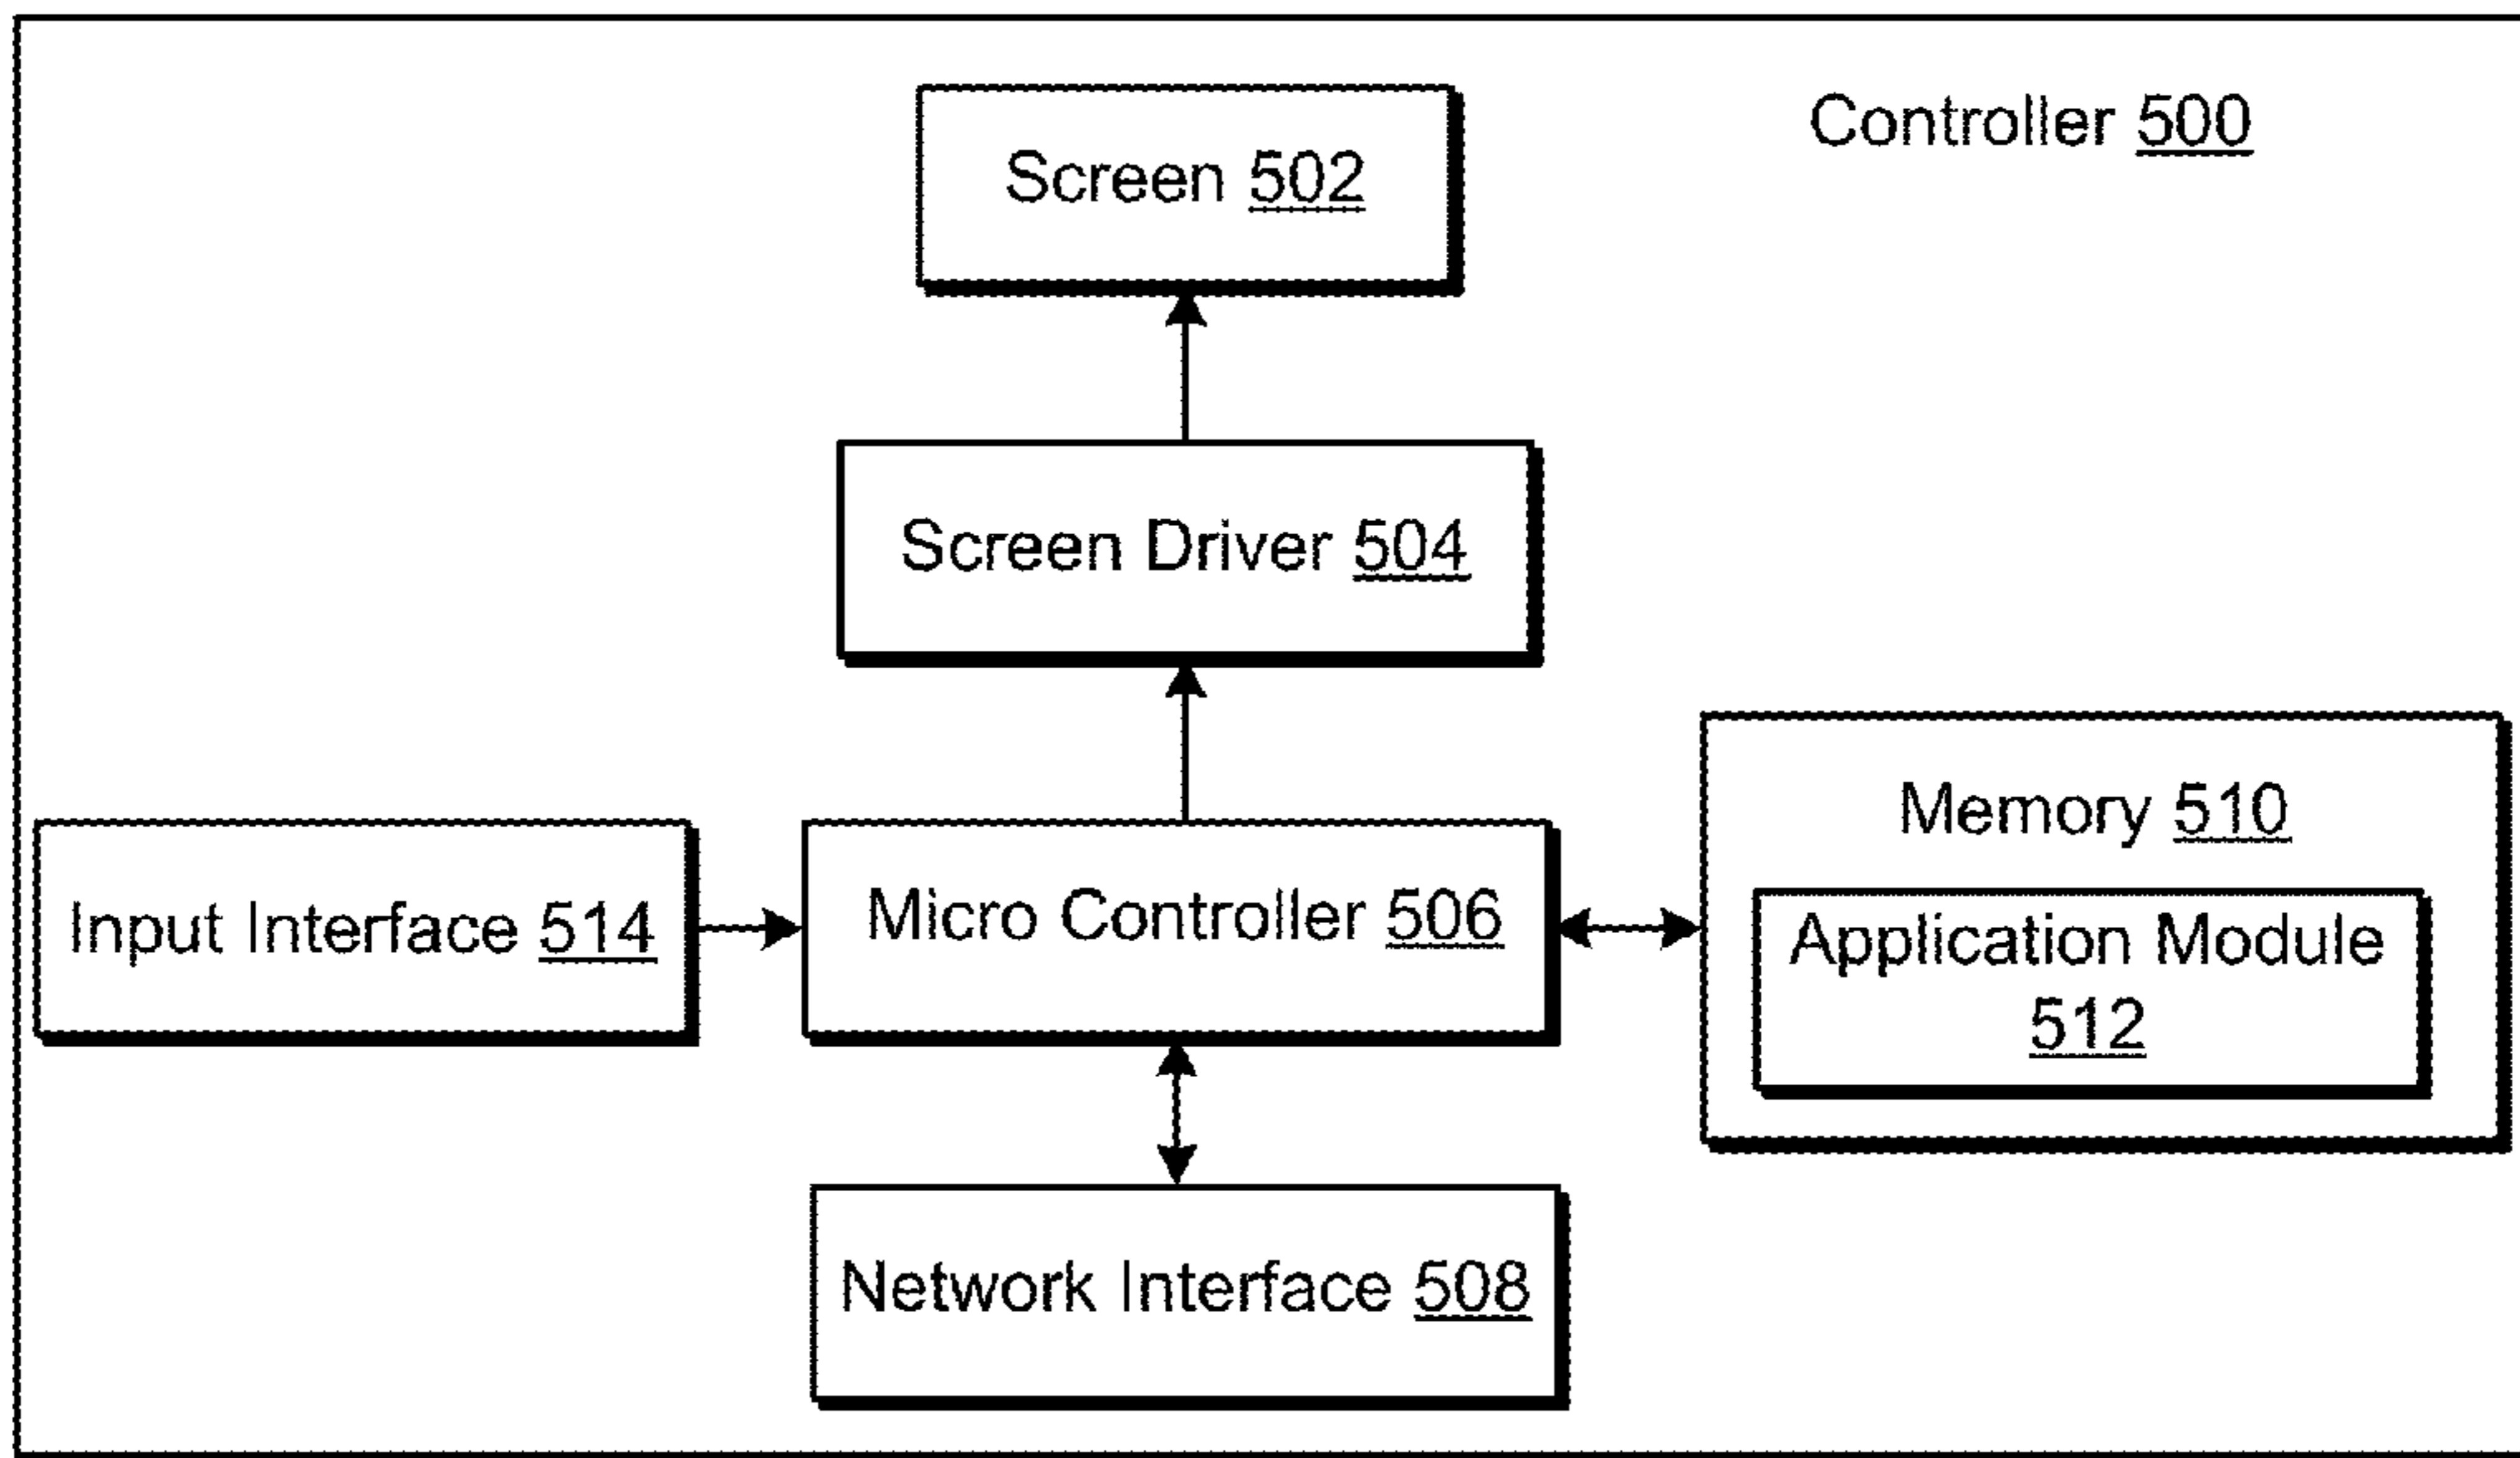 Controller 500
Screen 502
Screen Driver 504
Memory 510
Input Interface 514
Micro Controller 506
Application Module
512
Network Interface 508